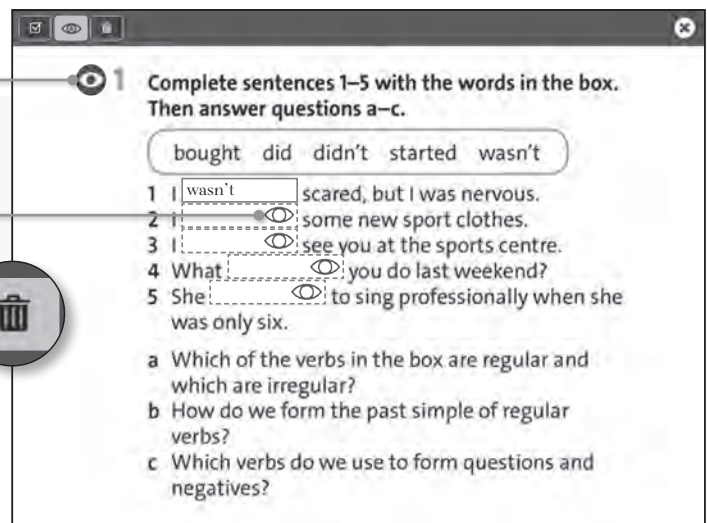 1 Complete sentences 1–5 with the words in the box.
Then answer questions a–c.
bought did didn't started wasn't
1 I wasn't scared, but I was nervous.
2 I some new sport clothes.
3 I see you at the sports centre.
4 What you do last weekend?
5 She to sing professionally when she
was only six.
a Which of the verbs in the box are regular and
which are irregular?
b How do we form the past simple of regular
verbs?
c Which verbs do we use to form questions and
negatives?